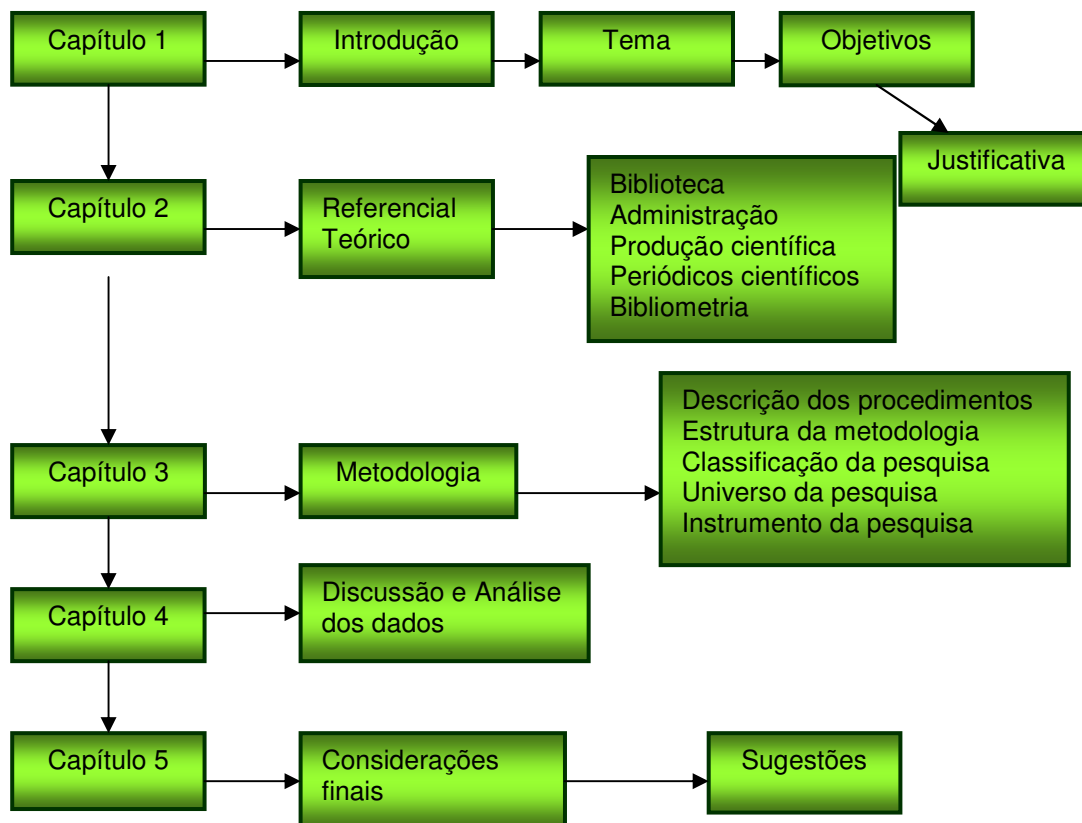 Capítulo 1
Introdução
Tema
Objetivos
Justificativa
Capítulo 2
Referencial
Teórico
Biblioteca
Administração
Produção científica
Periódicos científicos
Bibliometria
Capítulo 3
Metodologia
Descrição dos procedimentos
Estrutura da metodologia
Classificação da pesquisa
Universo da pesquisa
Instrumento da pesquisa
Capítulo 4
Discussão e Análise
dos dados
Capítulo 5
Considerações
finais
Sugestões